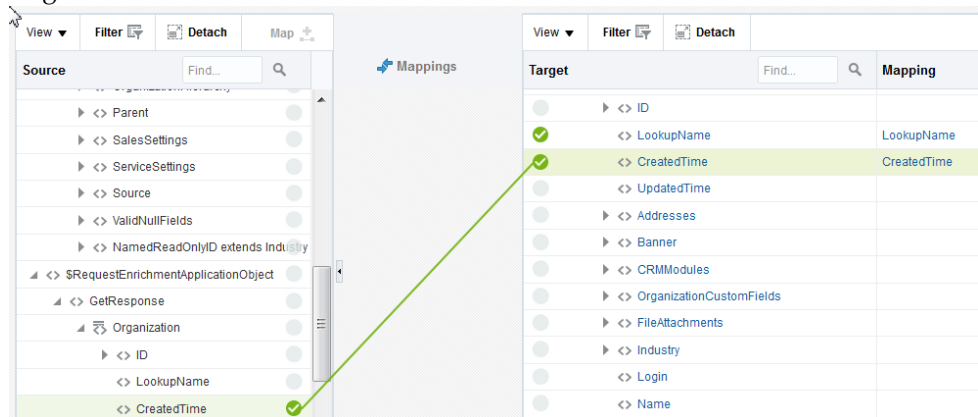 View ▼ Filter Detach Map
Source Find...
Mappings
Parent
SalesSettings
ServiceSettings
Source
ValidNullFields
NamedReadOnlyID extends Industry
$RequestEnrichmentApplicationObject
GetResponse
Organization
ID
LookupName
CreatedTime
View ▼ Filter Detach
Target Find... Mapping
ID
LookupName LookupName
CreatedTime CreatedTime
UpdatedTime
Addresses
Banner
CRMModules
OrganizationCustomFields
FileAttachments
Industry
Login
Name